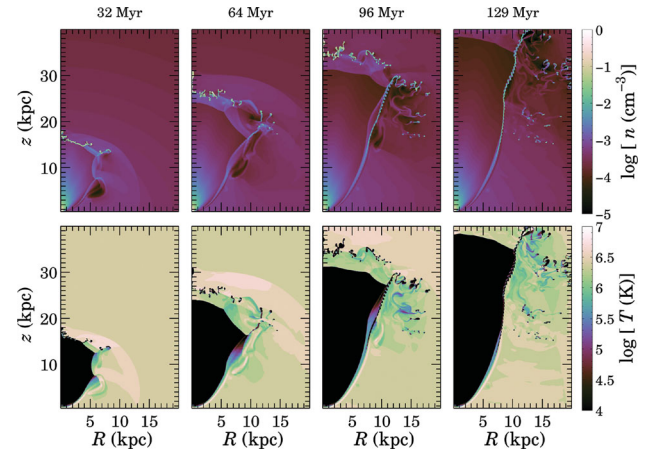 32 Myr 64 Myr 96 Myr 129 Myr
30
20
10
z (kpc)
0
-1
-2
-3
-4
-5
log [ n (cm⁻³) ]
30
20
10
z (kpc)
7
6.5
6
5.5
5
4.5
4
log [ T (K) ]
5 10 15 5 10 15 5 10 15 5 10 15
R (kpc) R (kpc) R (kpc) R (kpc)